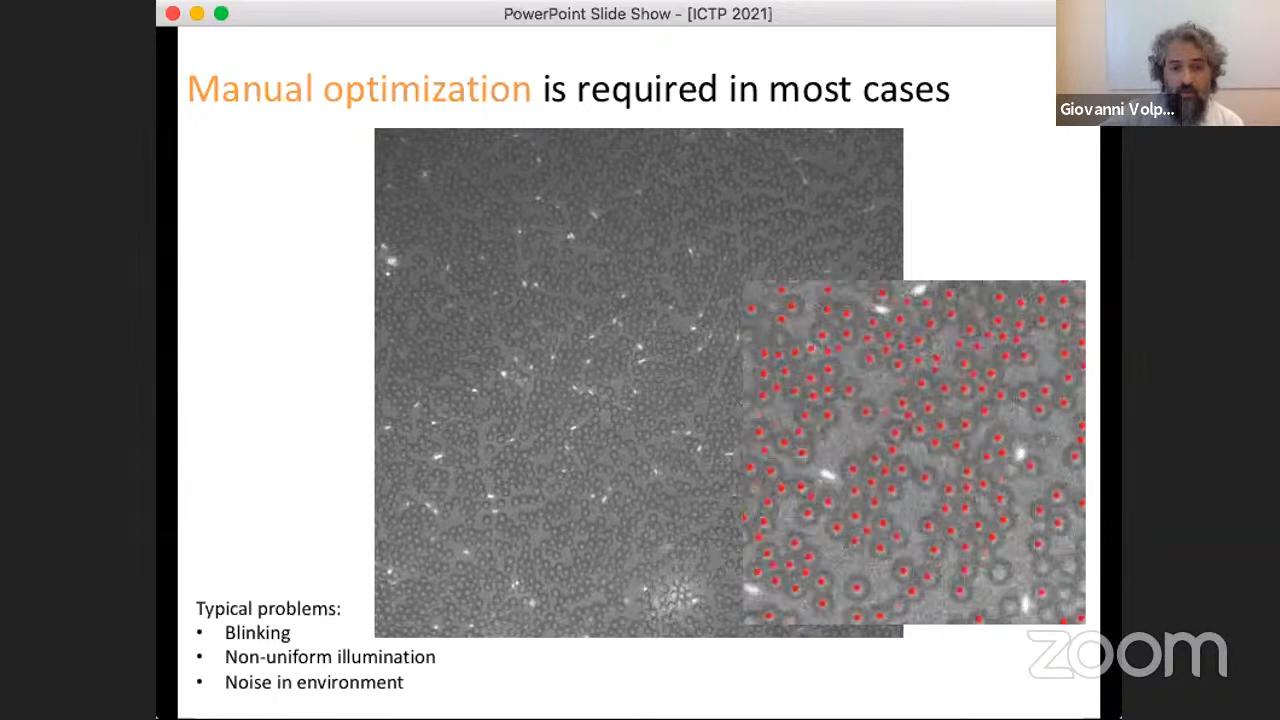 PowerPoint Slide Show - [ICTP 2021]
Manual optimization is required in most cases
Giovanni Volp...
Typical problems:
• Blinking
• Non-uniform illumination
• Noise in environment
zoom